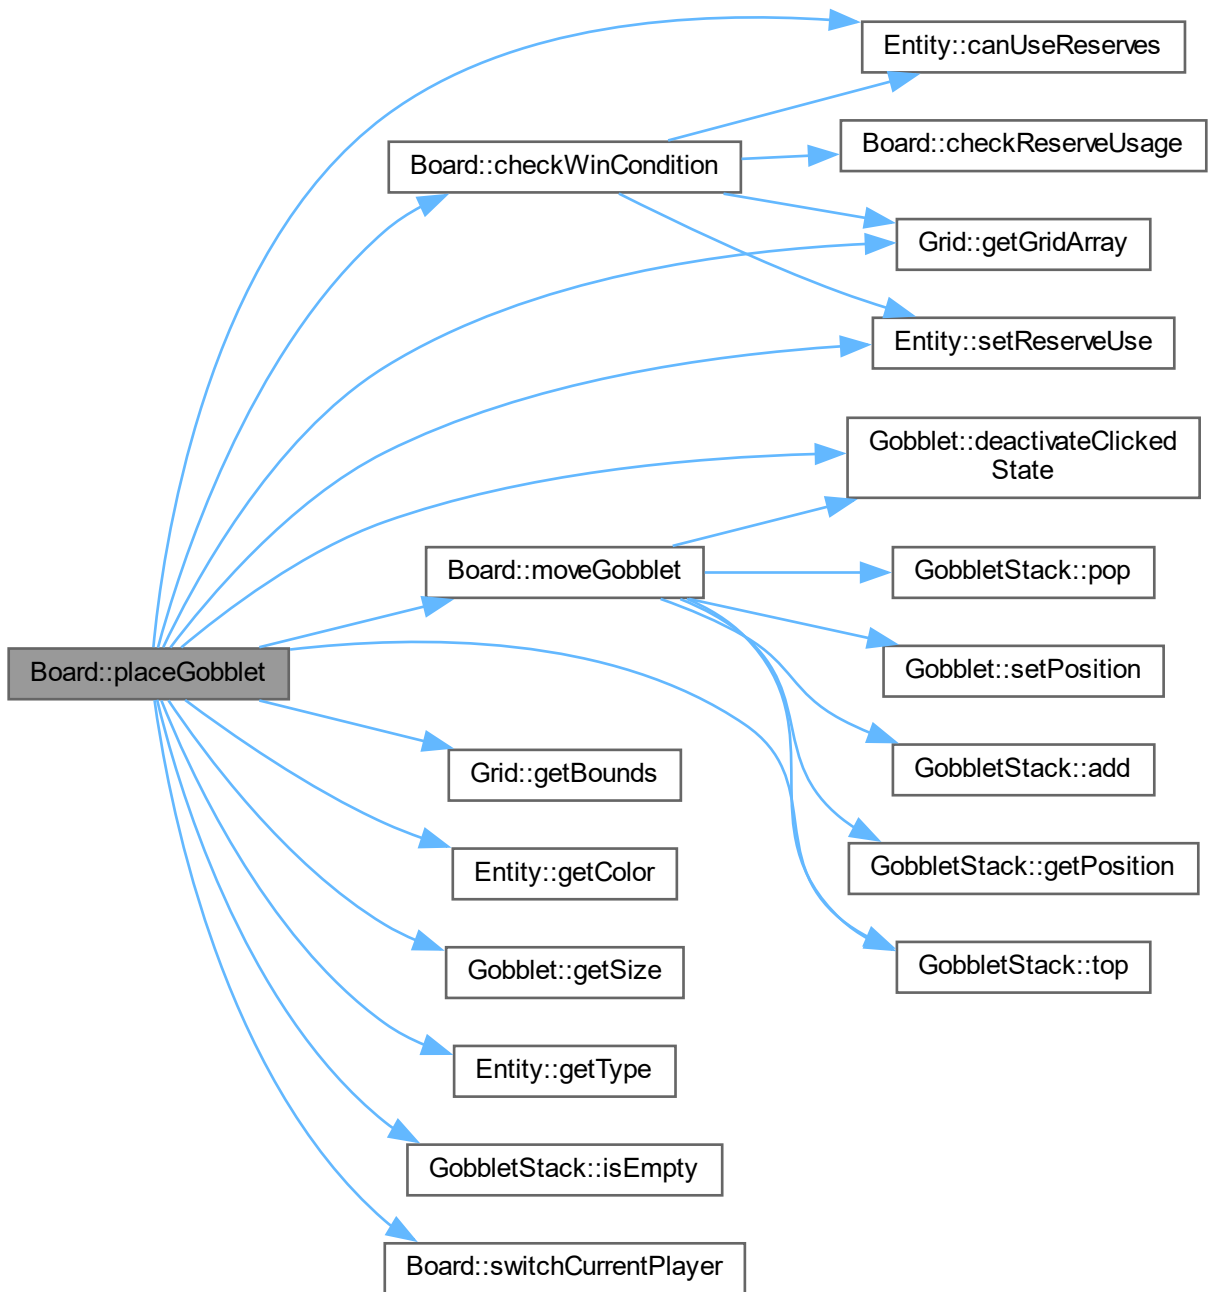 Entity::canUseReserves
Board::checkWinCondition
Board::checkReserveUsage
Grid::getGridArray
Entity::setReserveUse
Gobblet::deactivateClicked
State
Board::moveGobblet
GobbletStack::pop
Board::placeGobblet
Gobblet::setPosition
Grid::getBounds
GobbletStack::add
Entity::getColor
GobbletStack::getPosition
Gobblet::getSize
GobbletStack::top
Entity::getType
GobbletStack::isEmpty
Board::switchCurrentPlayer